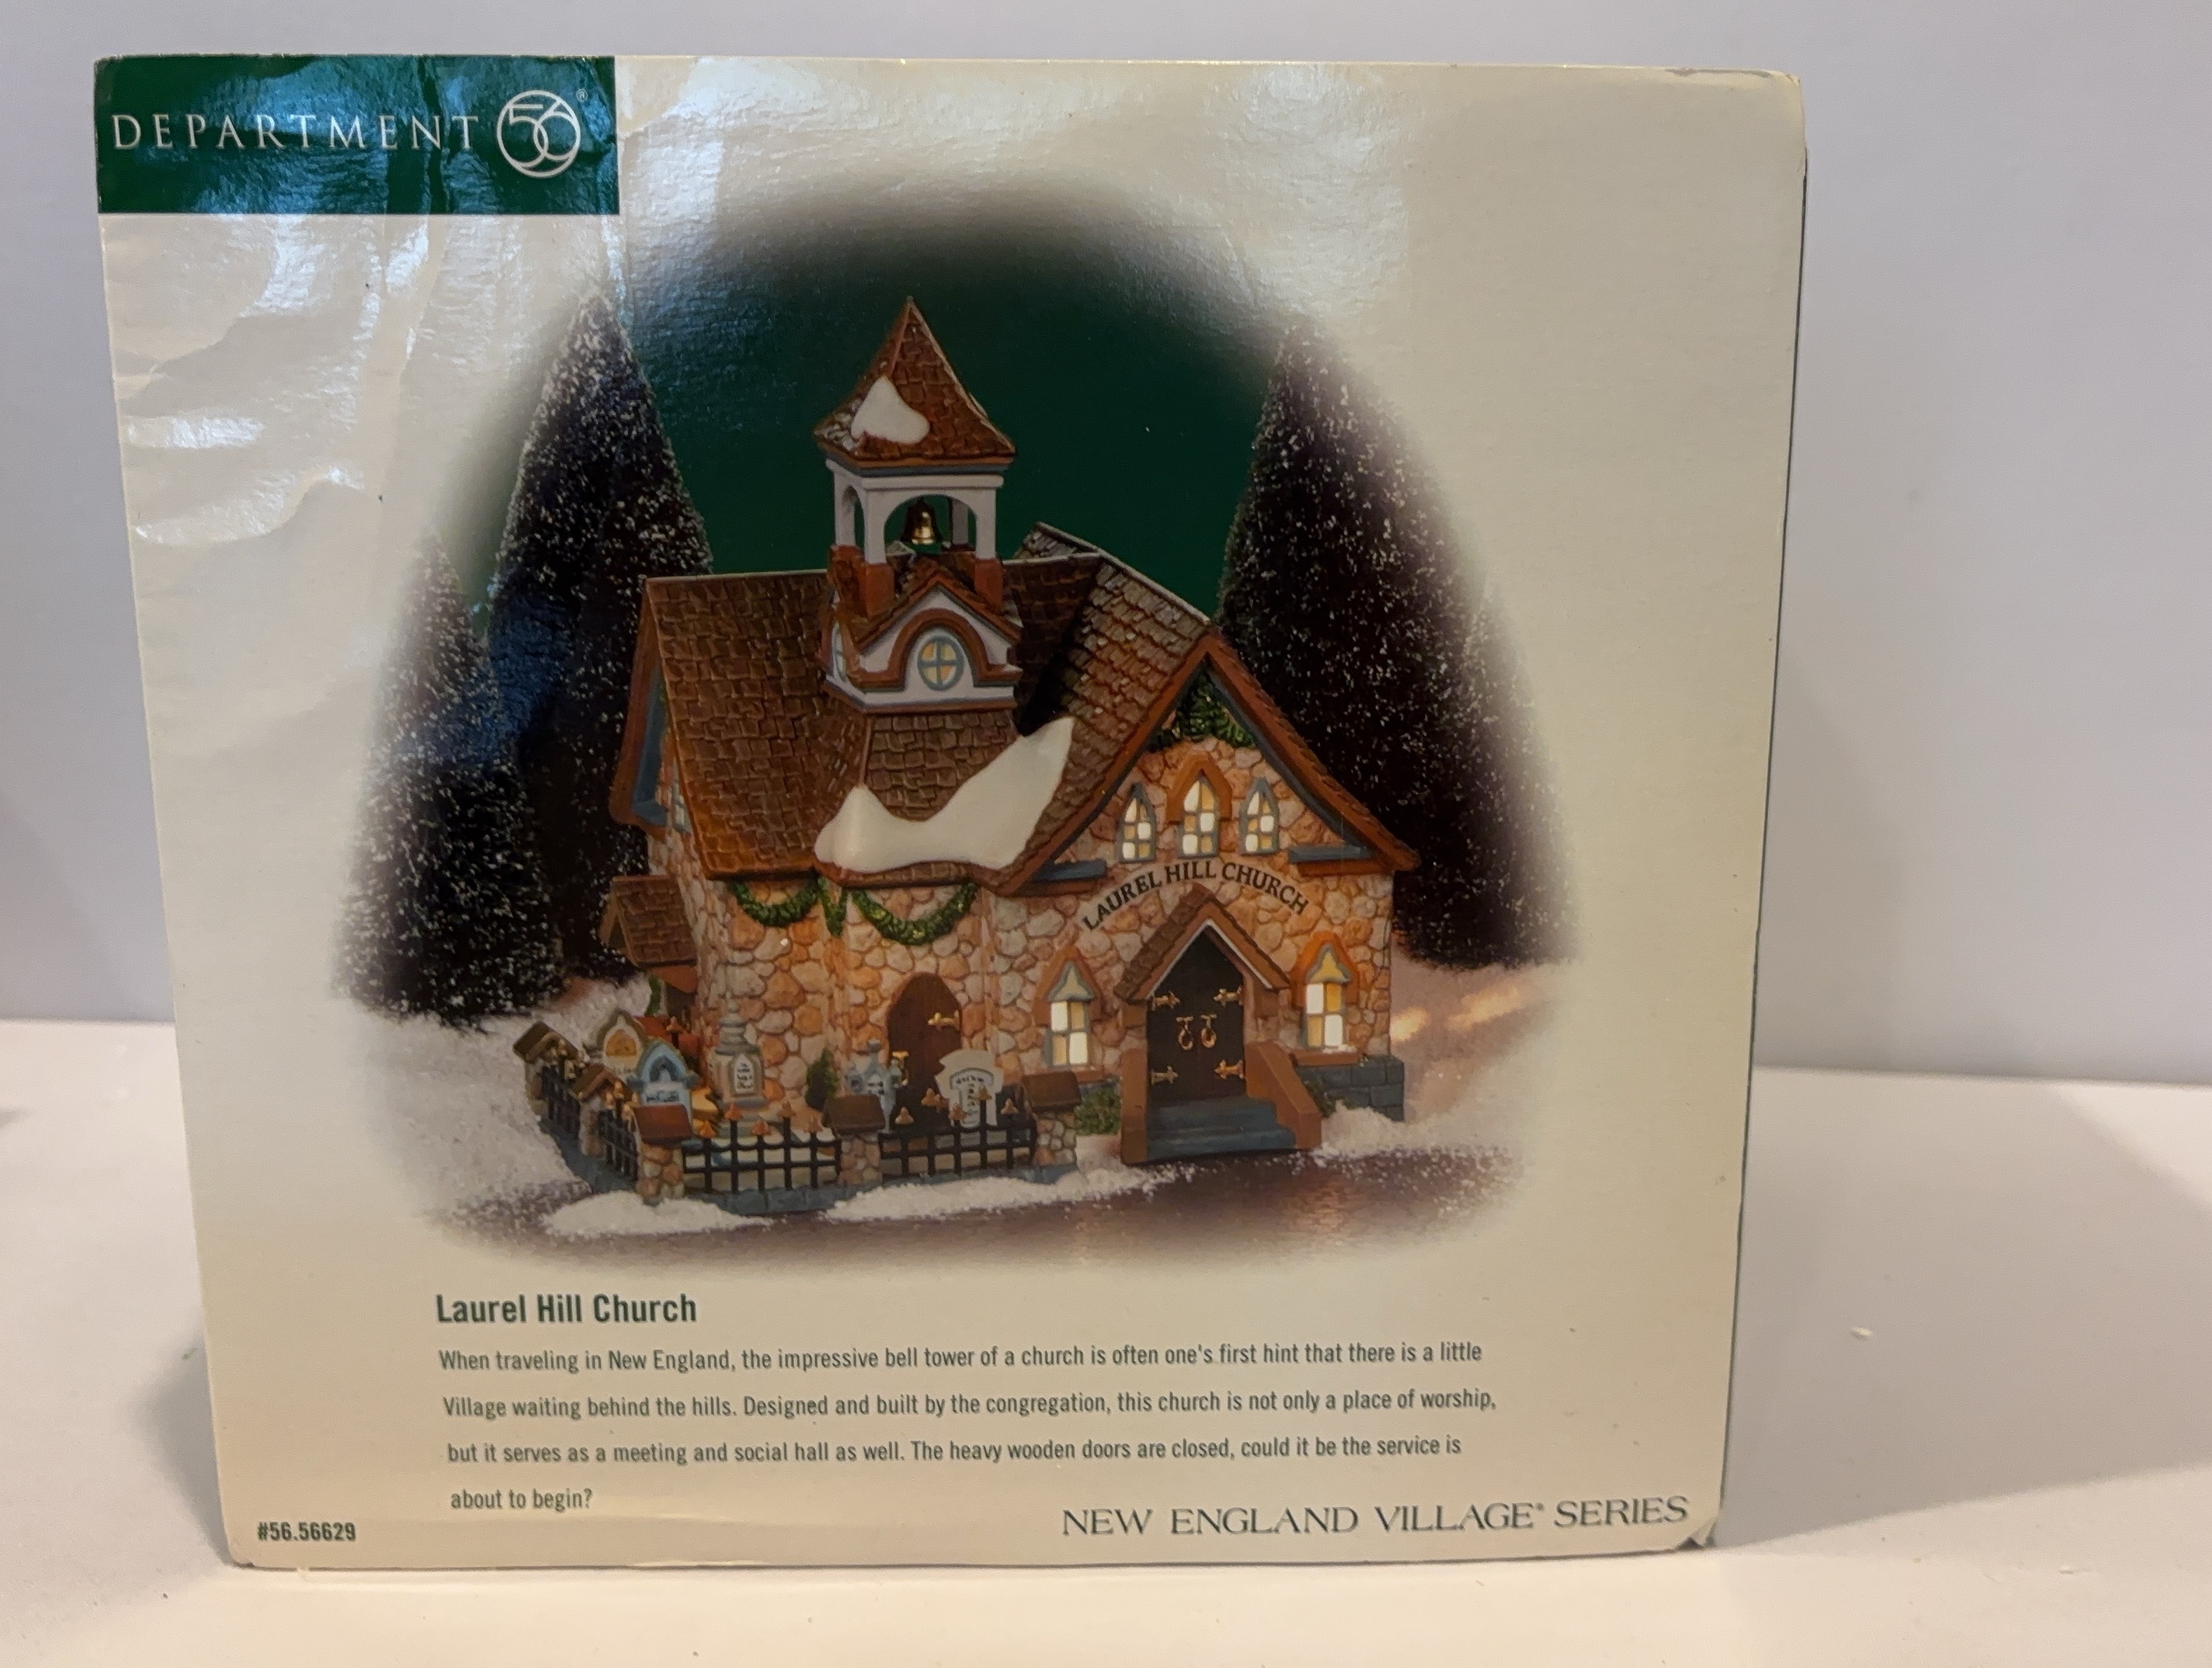 DEPARTMENT 56®
LAUREL HILL CHURCH
Laurel Hill Church
When traveling in New England, the impressive bell tower of a church is often one's first hint that there is a little
Village waiting behind the hills. Designed and built by the congregation, this church is not only a place of worship,
but it serves as a meeting and social hall as well. The heavy wooden doors are closed, could it be the service is
about to begin?
#56.56629
NEW ENGLAND VILLAGE® SERIES